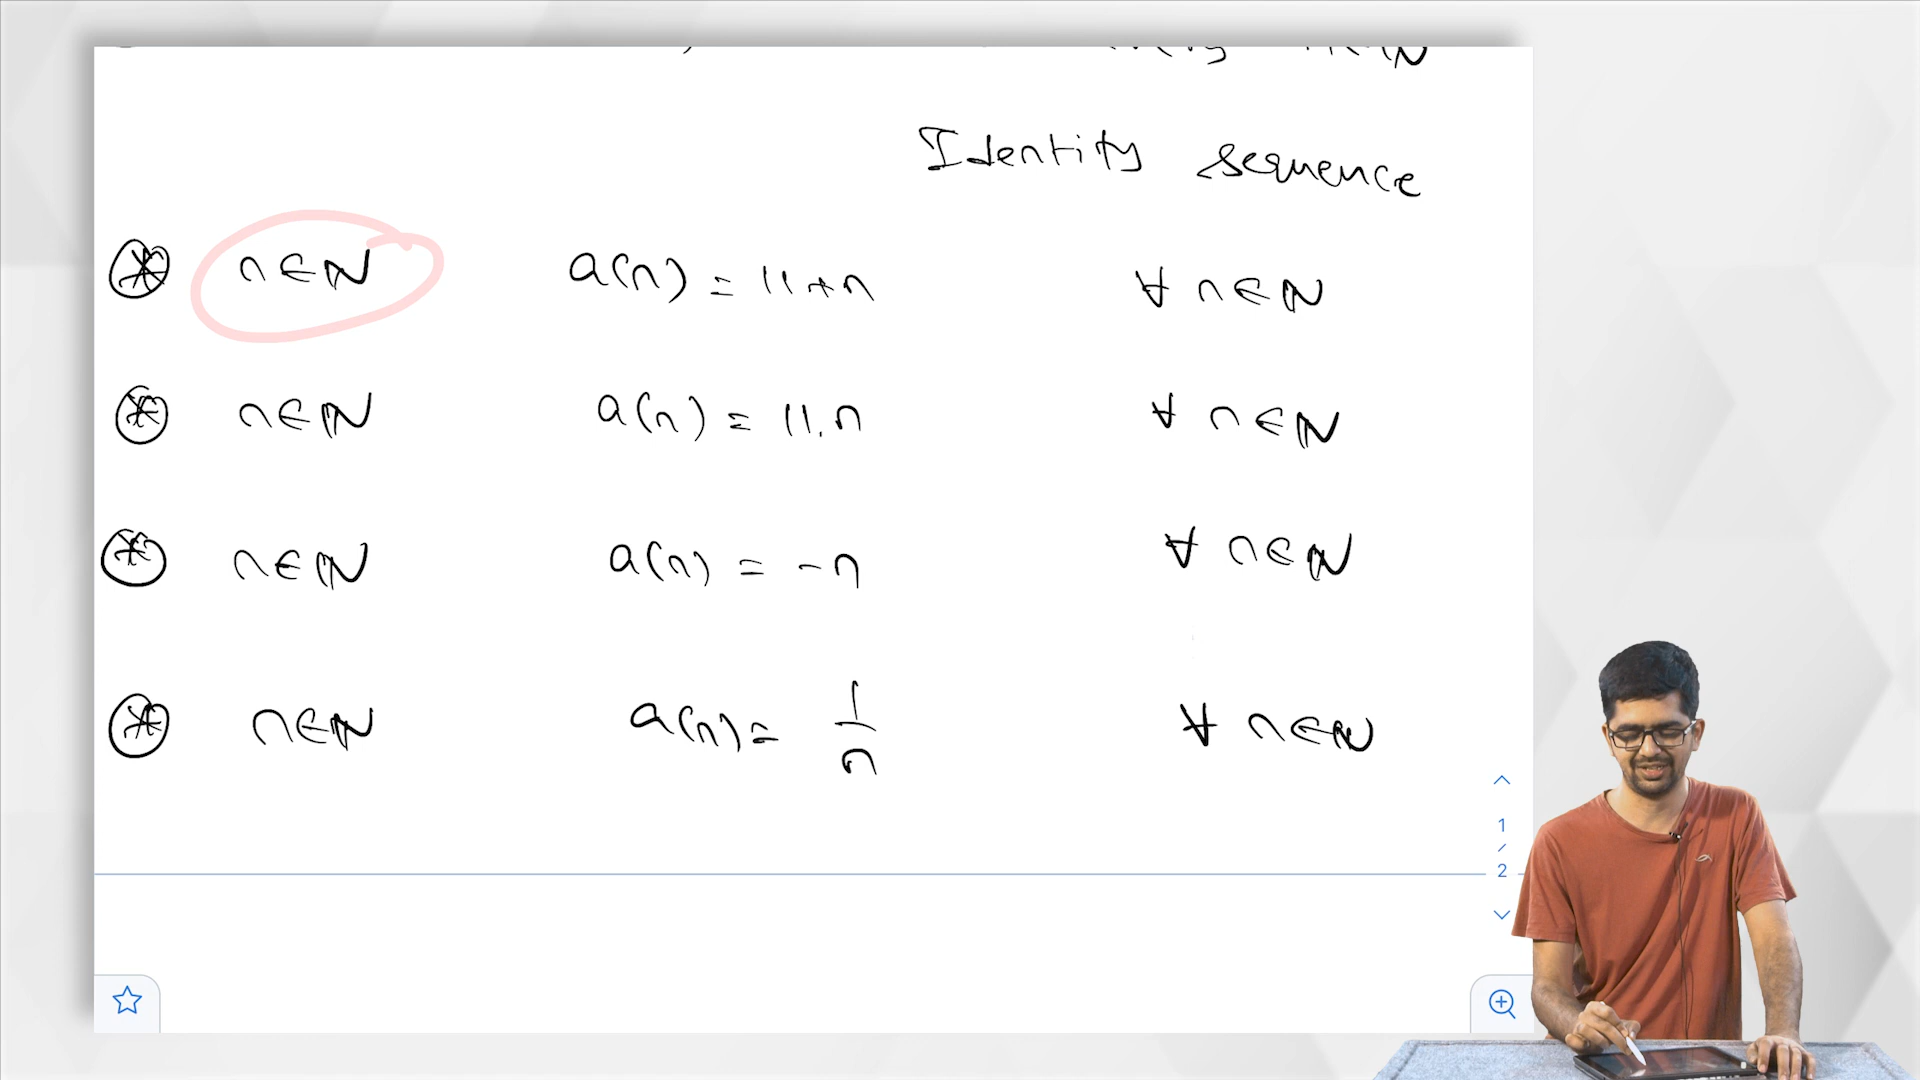 n∈ℕ
Identity sequence
⊛ n∈ℕ a(n) = 11+n ∀ n∈ℕ
⊛ n∈ℕ a(n) = 11.n ∀ n∈ℕ
⊛ n∈ℕ a(n) = -n ∀ n∈ℕ
⊛ n∈ℕ a(n) = 1/n ∀ n∈ℕ
1
/
2